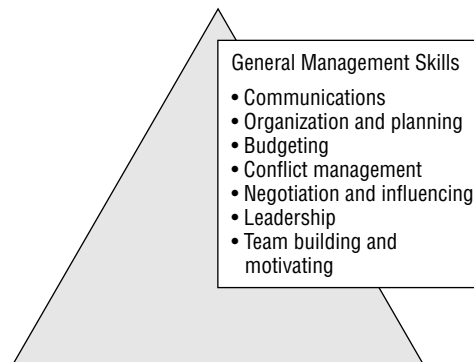 General Management Skills
• Communications
• Organization and planning
• Budgeting
• Conflict management
• Negotiation and influencing
• Leadership
• Team building and
motivating